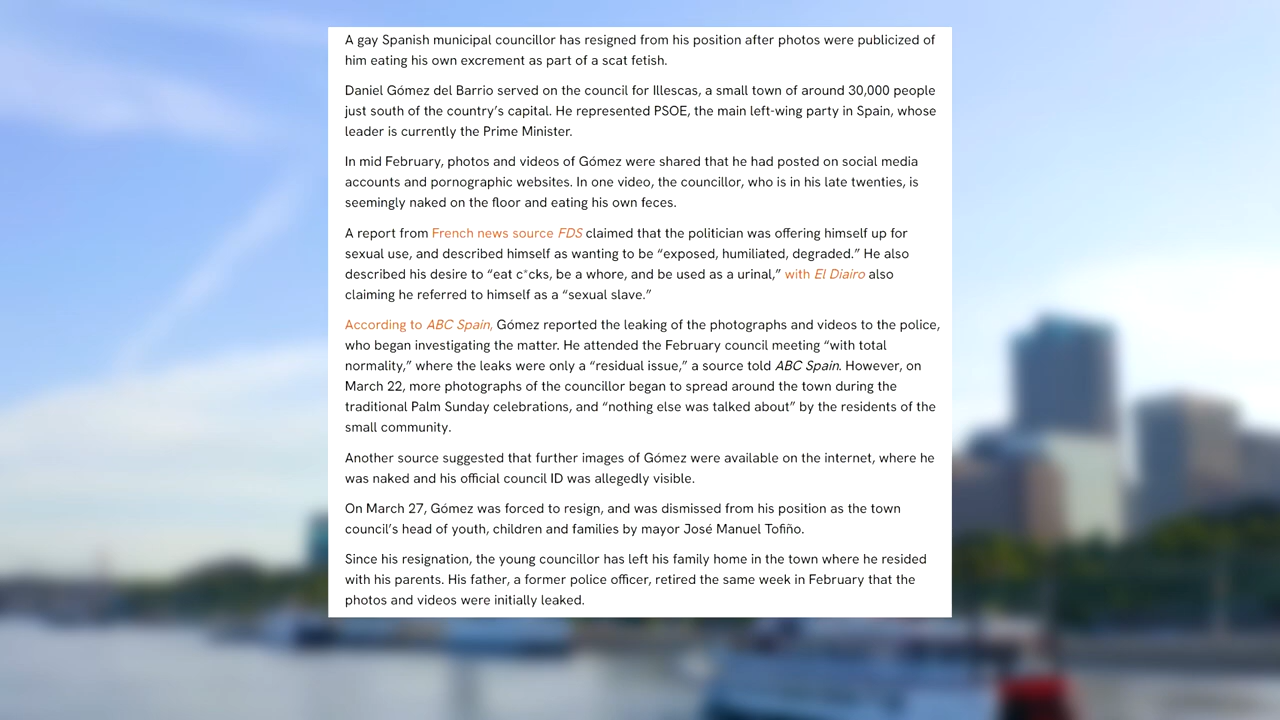 A gay Spanish municipal councillor has resigned from his position after photos were publicized of
him eating his own excrement as part of a scat fetish.
Daniel Gómez del Barrio served on the council for Illescas, a small town of around 30,000 people
just south of the country’s capital. He represented PSOE, the main left-wing party in Spain, whose
leader is currently the Prime Minister.
In mid February, photos and videos of Gómez were shared that he had posted on social media
accounts and pornographic websites. In one video, the councillor, who is in his late twenties, is
seemingly naked on the floor and eating his own feces.
A report from French news source FDS claimed that the politician was offering himself up for
sexual use, and described himself as wanting to be “exposed, humiliated, degraded.” He also
described his desire to “eat c*cks, be a whore, and be used as a urinal,” with El Diairo also
claiming he referred to himself as a “sexual slave.”
According to ABC Spain, Gómez reported the leaking of the photographs and videos to the police,
who began investigating the matter. He attended the February council meeting “with total
normality,” where the leaks were only a “residual issue,” a source told ABC Spain. However, on
March 22, more photographs of the councillor began to spread around the town during the
traditional Palm Sunday celebrations, and “nothing else was talked about” by the residents of the
small community.
Another source suggested that further images of Gómez were available on the internet, where he
was naked and his official council ID was allegedly visible.
On March 27, Gómez was forced to resign, and was dismissed from his position as the town
council’s head of youth, children and families by mayor José Manuel Tofiño.
Since his resignation, the young councillor has left his family home in the town where he resided
with his parents. His father, a former police officer, retired the same week in February that the
photos and videos were initially leaked.